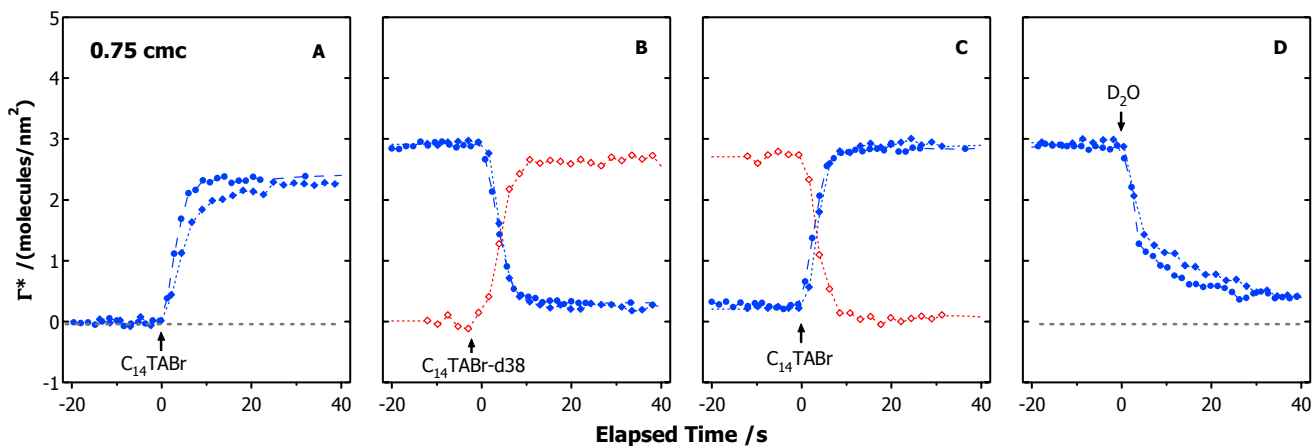 0.75 cmc
A
B
C
D
Γ* /(molecules/nm²)
5
4
3
2
1
0
-1
C₁₄TABr
C₁₄TABr-d38
C₁₄TABr
D₂O
-20 0 20 40
-20 0 20 40
-20 0 20 40
-20 0 20 40
Elapsed Time /s